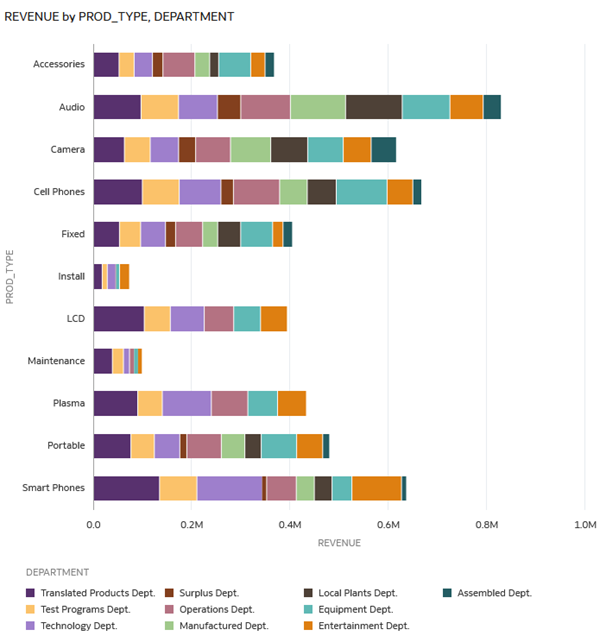 REVENUE by PROD_TYPE, DEPARTMENT
Accessories
Audio
Camera
Cell Phones
Fixed
Install
LCD
Maintenance
Plasma
Portable
Smart Phones
PROD_TYPE
0.0 0.2M 0.4M 0.6M 0.8M 1.0M
REVENUE
DEPARTMENT
Translated Products Dept. Surplus Dept. Local Plants Dept. Assembled Dept.
Test Programs Dept. Operations Dept. Equipment Dept.
Technology Dept. Manufactured Dept. Entertainment Dept.